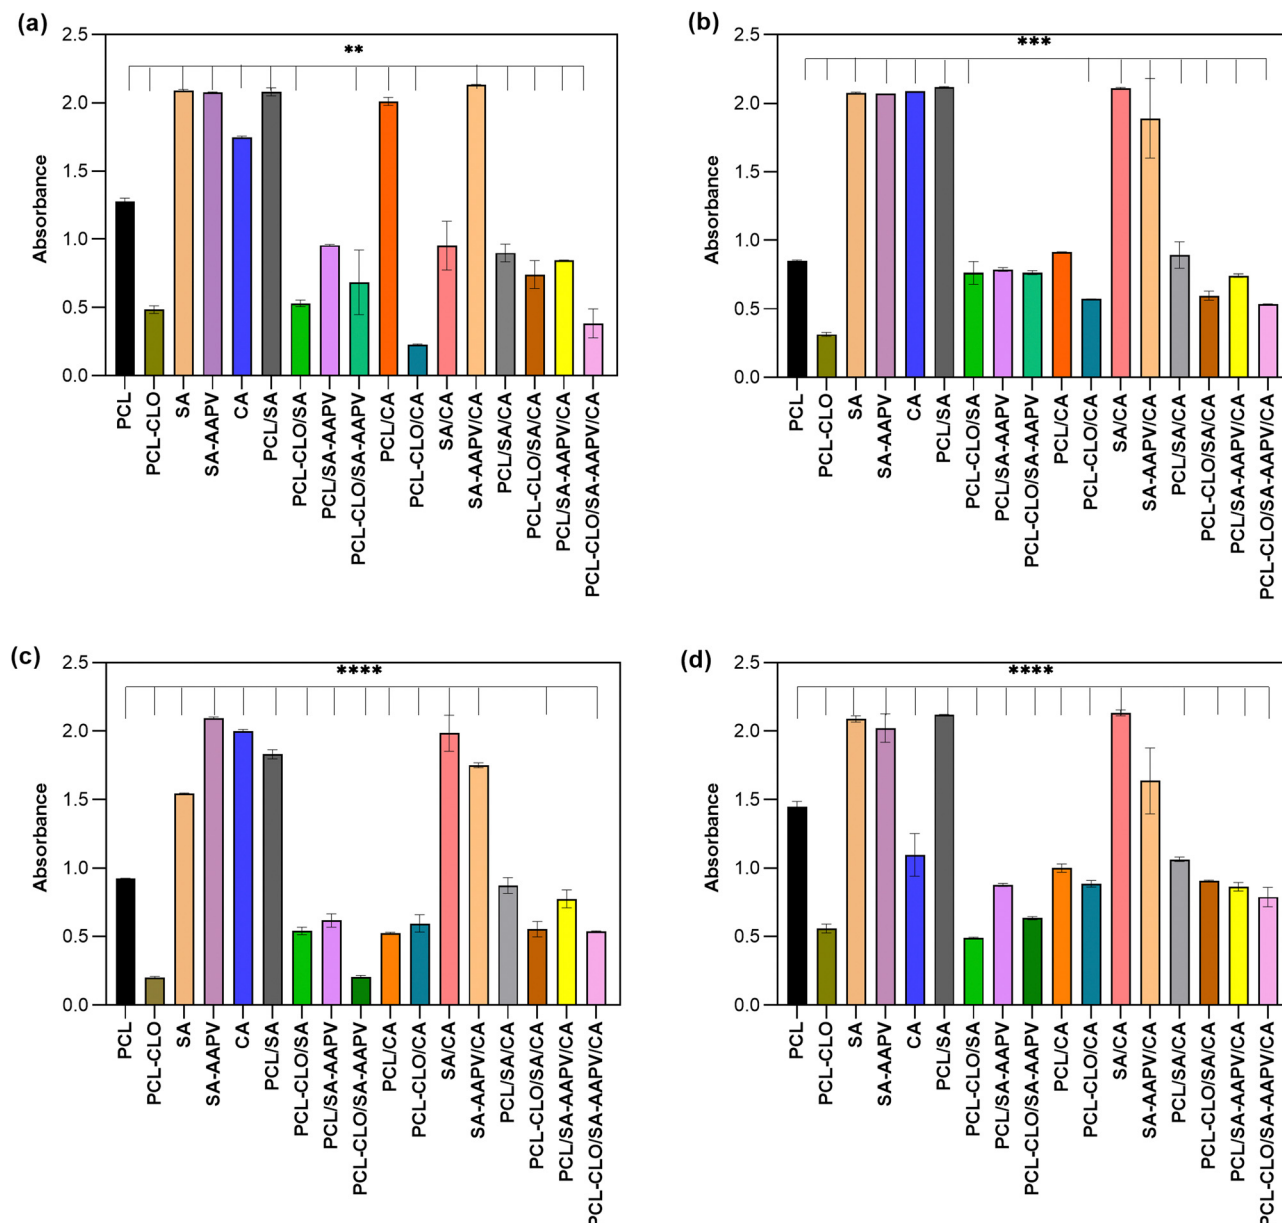 (a)
**
2.5
2.0
1.5
1.0
0.5
0.0
Absorbance
PCL
PCL-CLO
SA
SA-AAPV
CA
PCL/SA
PCL-CLO/SA
PCL/SA-AAPV
PCL-CLO/SA-AAPV
PCL/CA
PCL-CLO/CA
SA/CA
SA-AAPV/CA
PCL/SA/CA
PCL-CLO/SA/CA
PCL/SA-AAPV/CA
PCL-CLO/SA-AAPV/CA
(b)
***
2.5
2.0
1.5
1.0
0.5
0.0
Absorbance
PCL
PCL-CLO
SA
SA-AAPV
CA
PCL/SA
PCL-CLO/SA
PCL/SA-AAPV
PCL-CLO/SA-AAPV
PCL/CA
PCL-CLO/CA
SA/CA
SA-AAPV/CA
PCL/SA/CA
PCL-CLO/SA/CA
PCL/SA-AAPV/CA
PCL-CLO/SA-AAPV/CA
(c)
****
2.5
2.0
1.5
1.0
0.5
0.0
Absorbance
PCL
PCL-CLO
SA
SA-AAPV
CA
PCL/SA
PCL-CLO/SA
PCL/SA-AAPV
PCL-CLO/SA-AAPV
PCL/CA
PCL-CLO/CA
SA/CA
SA-AAPV/CA
PCL/SA/CA
PCL-CLO/SA/CA
PCL/SA-AAPV/CA
PCL-CLO/SA-AAPV/CA
(d)
****
2.5
2.0
1.5
1.0
0.5
0.0
Absorbance
PCL
PCL-CLO
SA
SA-AAPV
CA
PCL/SA
PCL-CLO/SA
PCL/SA-AAPV
PCL-CLO/SA-AAPV
PCL/CA
PCL-CLO/CA
SA/CA
SA-AAPV/CA
PCL/SA/CA
PCL-CLO/SA/CA
PCL/SA-AAPV/CA
PCL-CLO/SA-AAPV/CA